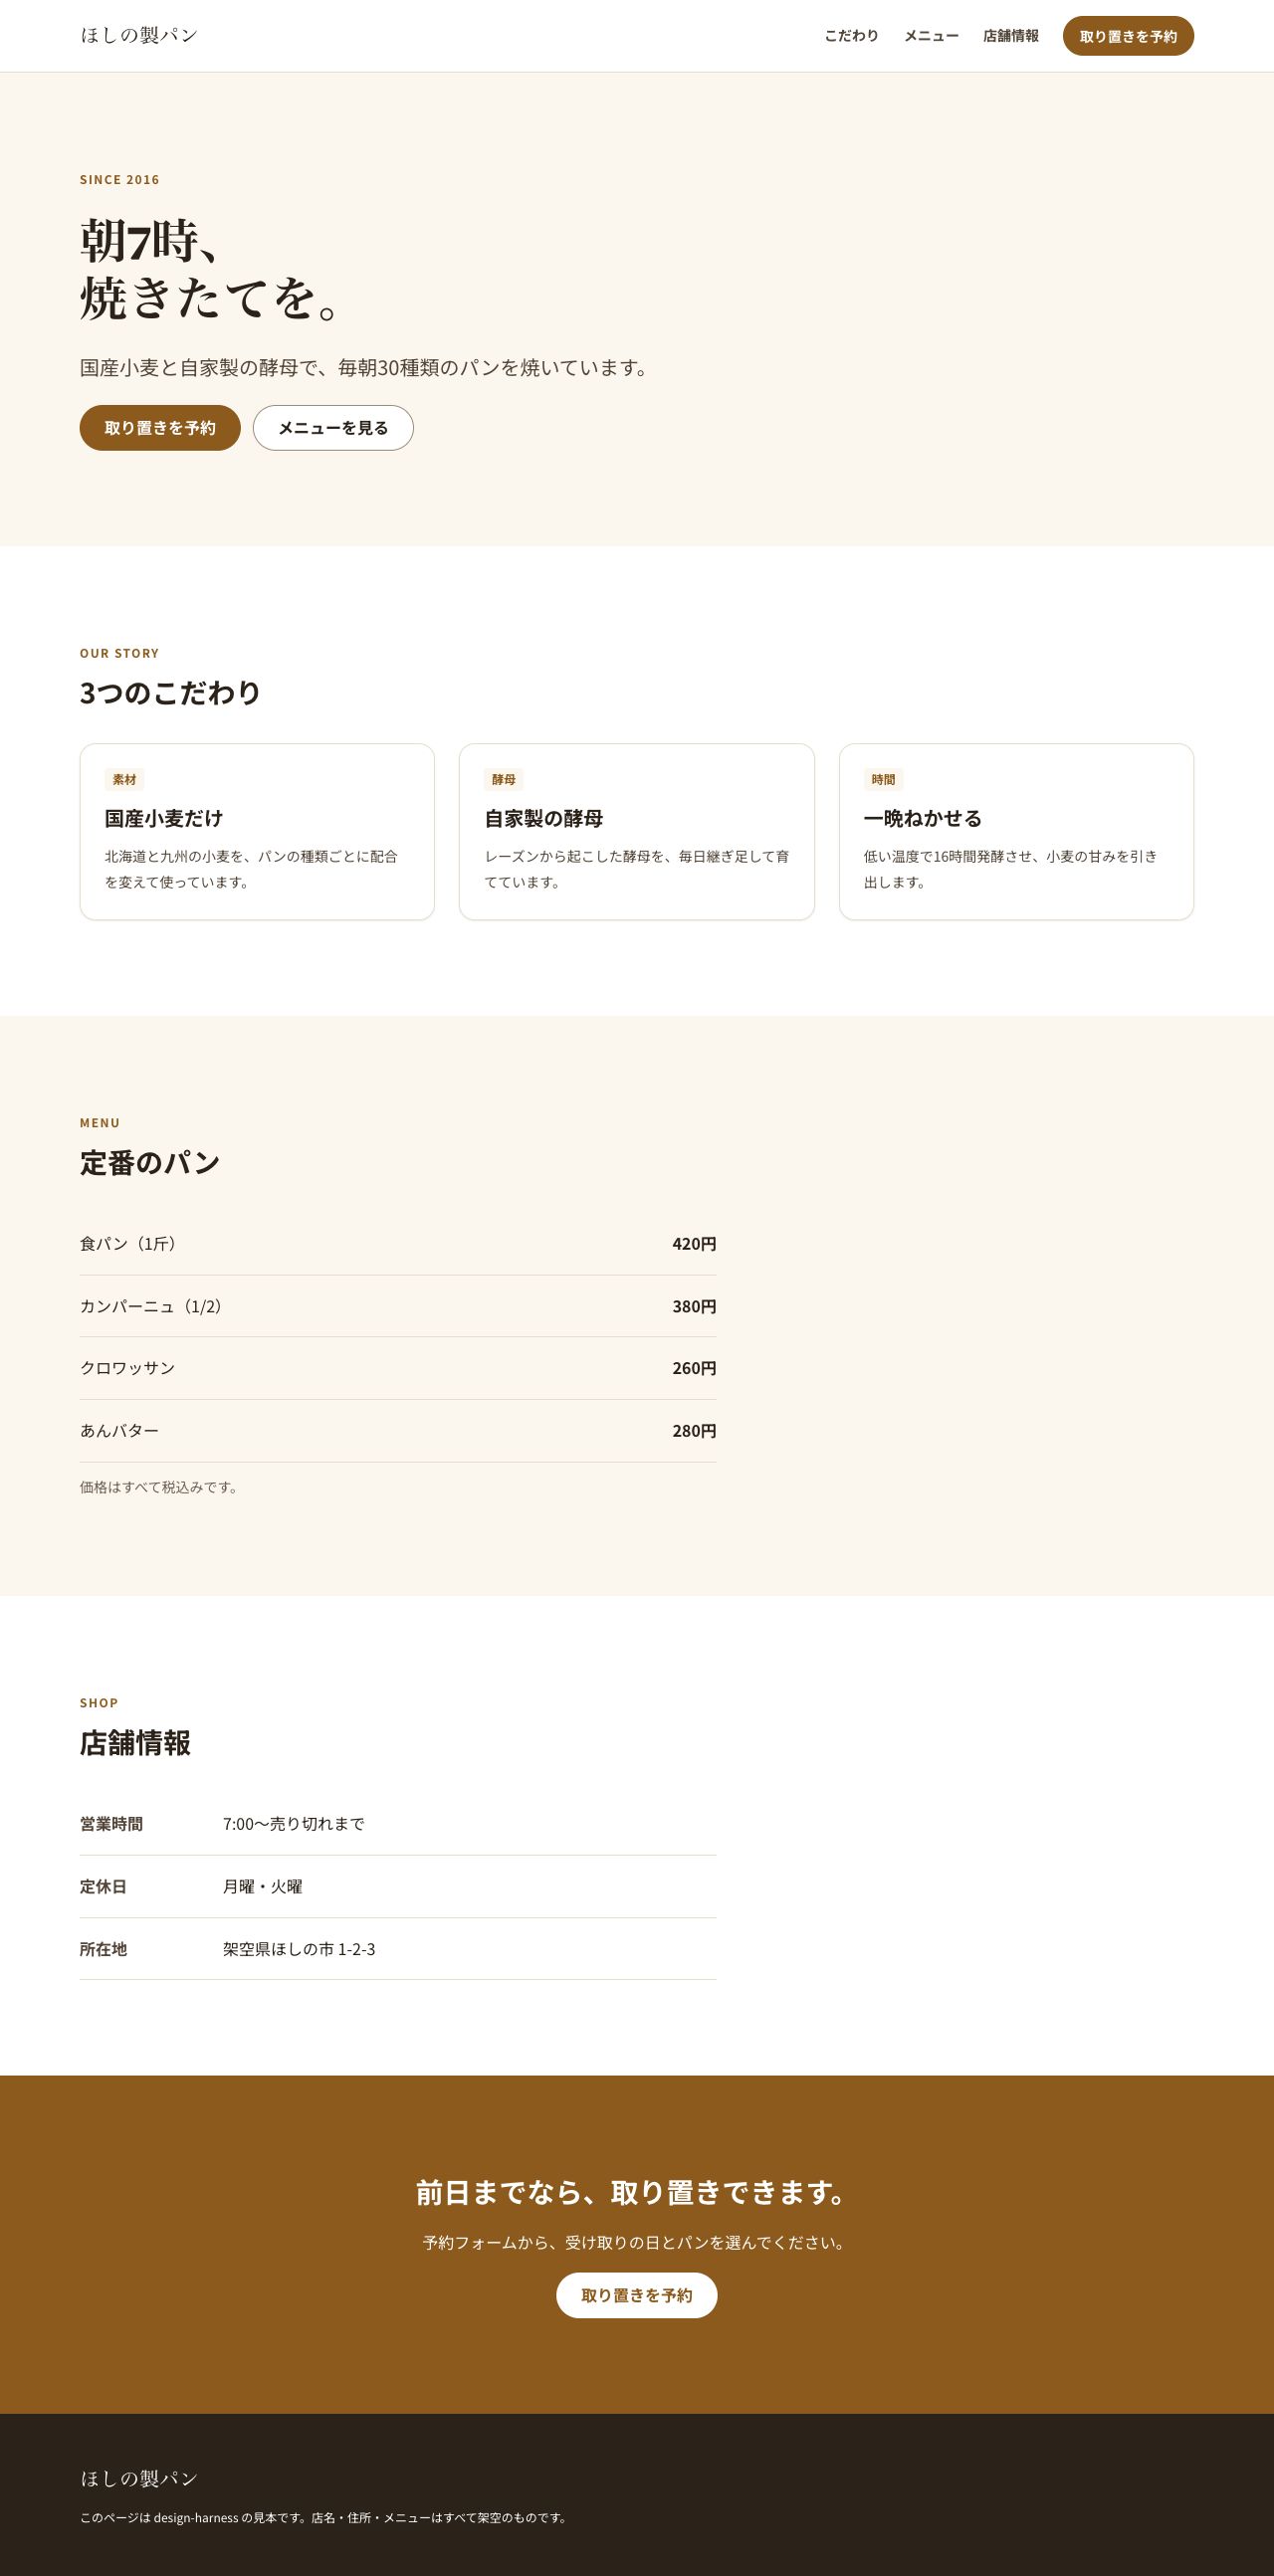 ほしの製パン
こだわり
メニュー
店舗情報
取り置きを予約
SINCE 2016
朝7時、
焼きたてを。
国産小麦と自家製の酵母で、毎朝30種類のパンを焼いています。
取り置きを予約
メニューを見る
OUR STORY
3つのこだわり
素材
国産小麦だけ
北海道と九州の小麦を、パンの種類ごとに配合
を変えて使っています。
酵母
自家製の酵母
レーズンから起こした酵母を、毎日継ぎ足して育
てています。
時間
一晩ねかせる
低い温度で16時間発酵させ、小麦の甘みを引き
出します。
MENU
定番のパン
食パン（1斤） 420円
カンパーニュ（1/2） 380円
クロワッサン 260円
あんバター 280円
価格はすべて税込みです。
SHOP
店舗情報
営業時間 7:00〜売り切れまで
定休日 月曜・火曜
所在地 架空県ほしの市 1-2-3
前日までなら、取り置きできます。
予約フォームから、受け取りの日とパンを選んでください。
取り置きを予約
ほしの製パン
このページは design-harness の見本です。店名・住所・メニューはすべて架空のものです。